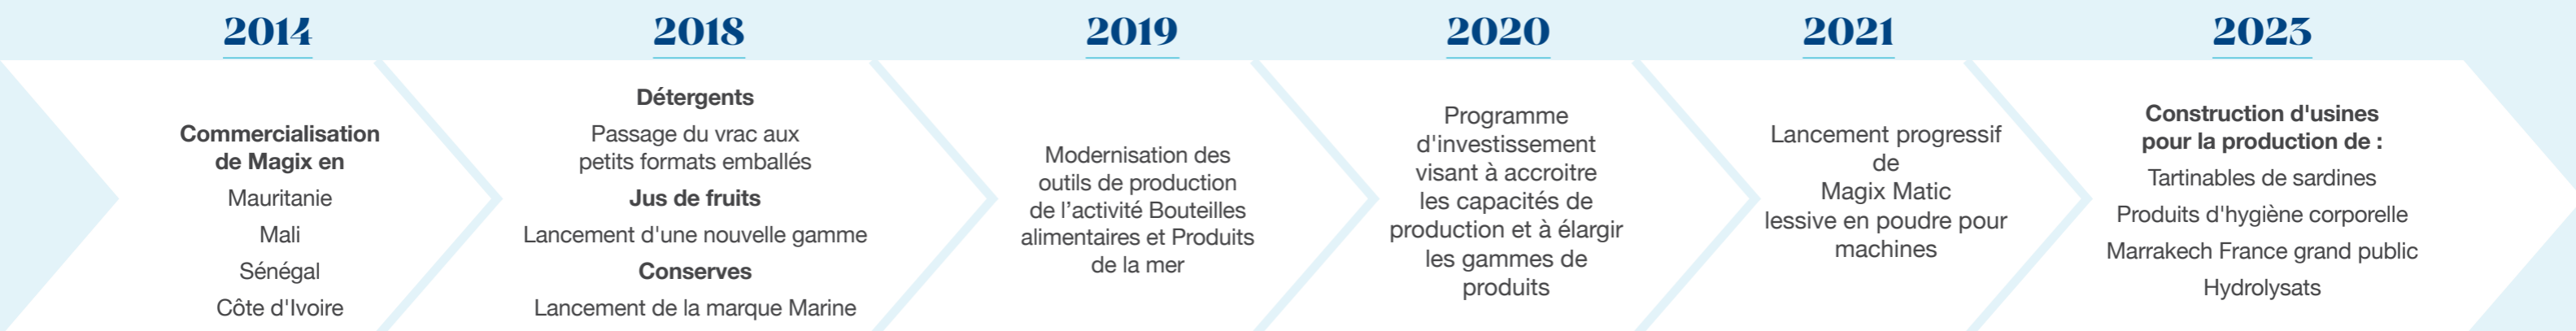 2014
Commercialisation
de Magix en
Mauritanie
Mali
Sénégal
Côte d'Ivoire
2018
Détergents
Passage du vrac aux
petits formats emballés
Jus de fruits
Lancement d'une nouvelle gamme
Conserves
Lancement de la marque Marine
2019
Modernisation des
outils de production
de l’activité Bouteilles
alimentaires et Produits
de la mer
2020
Programme
d'investissement
visant à accroitre
les capacités de
production et à élargir
les gammes de
produits
2021
Lancement progressif
de
Magix Matic
lessive en poudre pour
machines
2023
Construction d'usines
pour la production de :
Tartinables de sardines
Produits d'hygiène corporelle
Marrakech France grand public
Hydrolysats